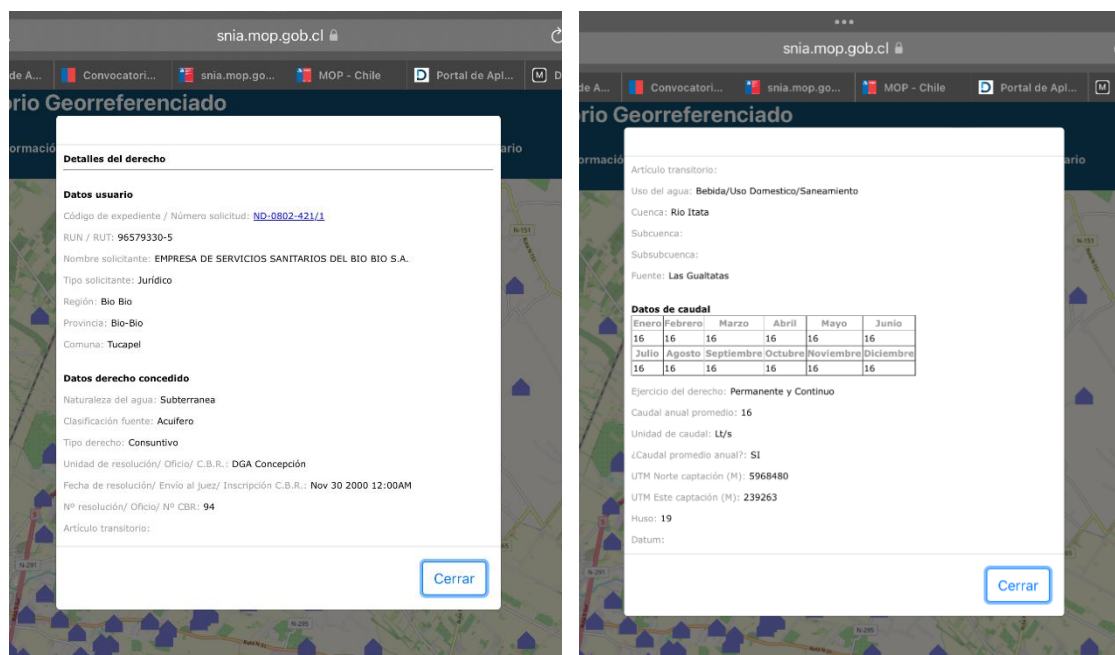 snia.mop.gob.cl
de A...
Convocatori...
snia.mop.go...
MOP - Chile
Portal de Apl...
M D
rio Georreferenciado
ormació
ario
Detalles del derecho
Datos usuario
Código de expediente / Número solicitud: ND-0802-421/1
RUN / RUT: 96579330-5
Nombre solicitante: EMPRESA DE SERVICIOS SANITARIOS DEL BIO BIO S.A.
Tipo solicitante: Jurídico
Región: Bio Bio
Provincia: Bio-Bio
Comuna: Tucapel
Datos derecho concedido
Naturaleza del agua: Subterranea
Clasificación fuente: Acuifero
Tipo derecho: Consuntivo
Unidad de resolución/ Oficio/ C.B.R.: DGA Concepción
Fecha de resolución/ Envío al juez/ Inscripción C.B.R.: Nov 30 2000 12:00AM
Nº resolución/ Oficio/ Nº CBR: 94
Artículo transitorio:
Cerrar
N-151
N-291
N-295
snia.mop.gob.cl
de A...
Convocatori...
snia.mop.go...
MOP - Chile
Portal de Apl...
M
rio Georreferenciado
ormació
ario
Artículo transitorio:
Uso del agua: Bebida/Uso Domestico/Saneamiento
Cuenca: Rio Itata
Subcuenca:
Subsubcuenca:
Fuente: Las Gualtatas
Datos de caudal
Enero Febrero Marzo Abril Mayo Junio
16 16 16 16 16 16
Julio Agosto Septiembre Octubre Noviembre Diciembre
16 16 16 16 16 16
Ejercicio del derecho: Permanente y Continuo
Caudal anual promedio: 16
Unidad de caudal: Lt/s
¿Caudal promedio anual?: SI
UTM Norte captación (M): 5968480
UTM Este captación (M): 239263
Huso: 19
Datum:
Cerrar
N-151
N-291
N-295